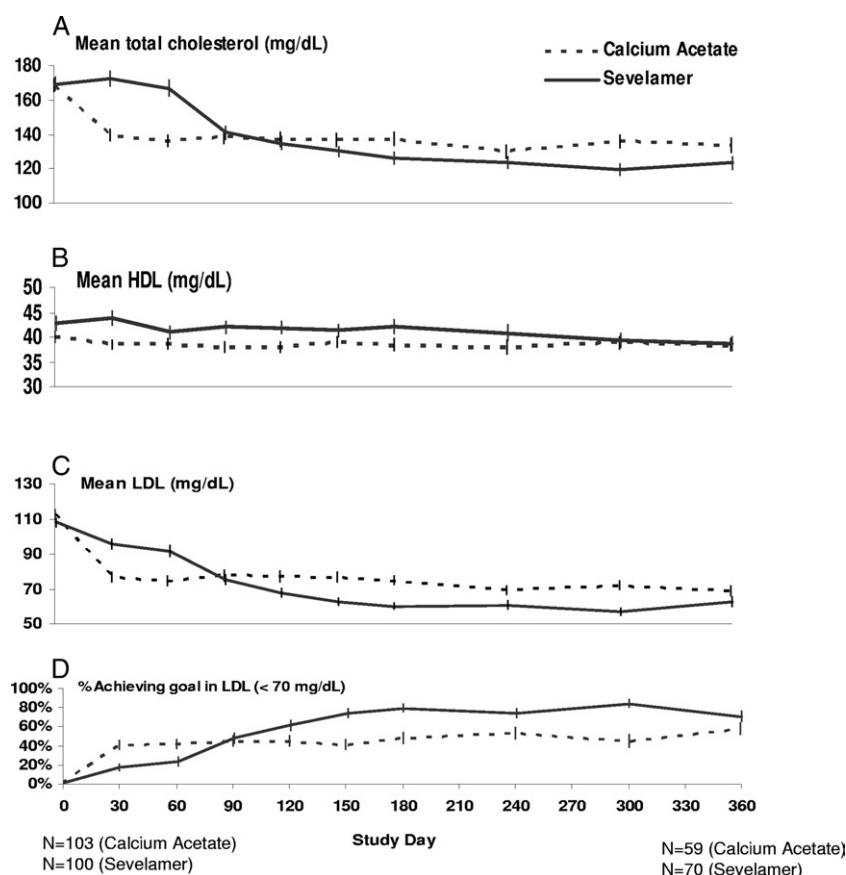 A
Mean total cholesterol (mg/dL)
Calcium Acetate
Sevelamer
180
160
140
120
100
B
Mean HDL (mg/dL)
50
45
40
35
30
C
Mean LDL (mg/dL)
130
110
90
70
50
D
%Achieving goal in LDL (< 70 mg/dL)
100%
80%
60%
40%
20%
0%
0 30 60 90 120 150 180 210 240 270 300 330 360
Study Day
N=103 (Calcium Acetate)
N=100 (Sevelamer)
N=59 (Calcium Acetate)
N=70 (Sevelamer)